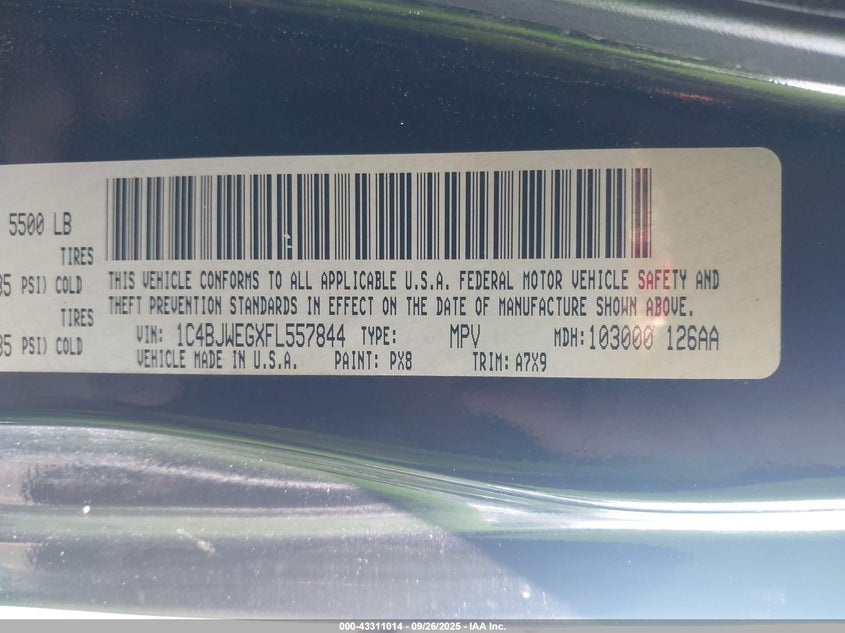 5500 LB
TIRES
35 PSI) COLD
TIRES
35 PSI) COLD
THIS VEHICLE CONFORMS TO ALL APPLICABLE U.S.A. FEDERAL MOTOR VEHICLE SAFETY AND
THEFT PREVENTION STANDARDS IN EFFECT ON THE DATE OF MANUFACTURE SHOWN ABOVE.
VIN: 1C4BJWEGXFL557844 TYPE: MPV MDH: 103000 126AA
VEHICLE MADE IN U.S.A. PAINT: PX8 TRIM: A7X9
000-43311014 - 09/26/2025 - IAA Inc.